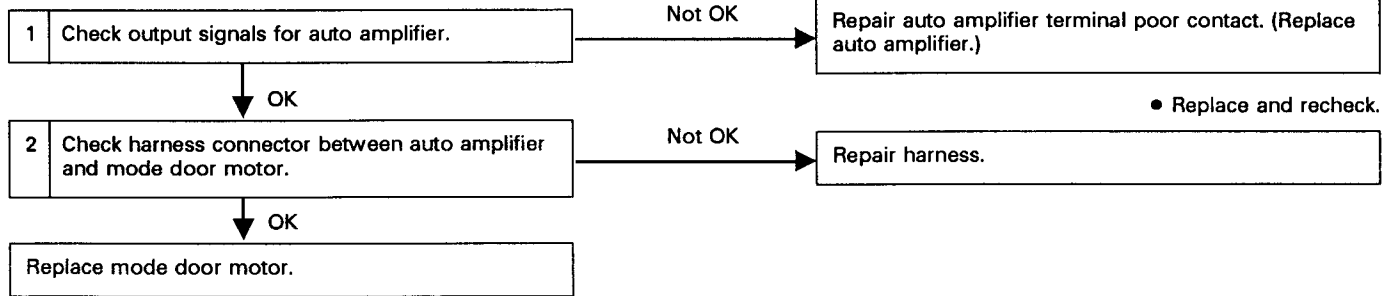 1 Check output signals for auto amplifier.
Not OK
Repair auto amplifier terminal poor contact. (Replace
auto amplifier.)
OK
● Replace and recheck.
2 Check harness connector between auto amplifier
and mode door motor.
Not OK
Repair harness.
OK
Replace mode door motor.